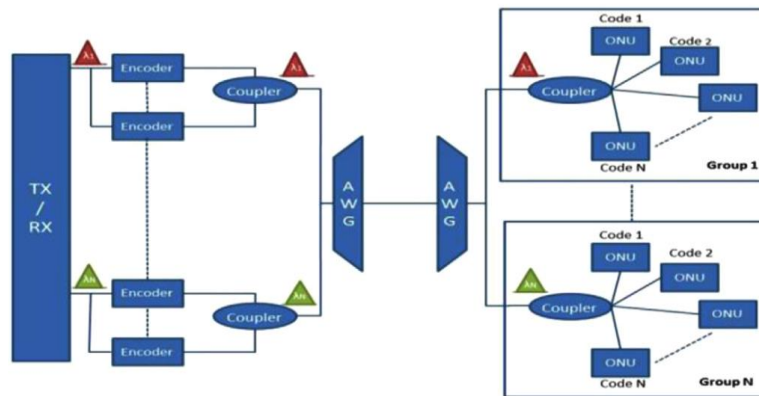 TX
/
RX
λ1
Encoder
Encoder
Coupler
λ1
λN
Encoder
Encoder
Coupler
λN
A
W
G
A
W
G
λ1
Coupler
Code 1
ONU
Code 2
ONU
ONU
ONU
Code N
Group 1
λN
Coupler
Code 1
ONU
Code 2
ONU
ONU
ONU
Code N
Group N